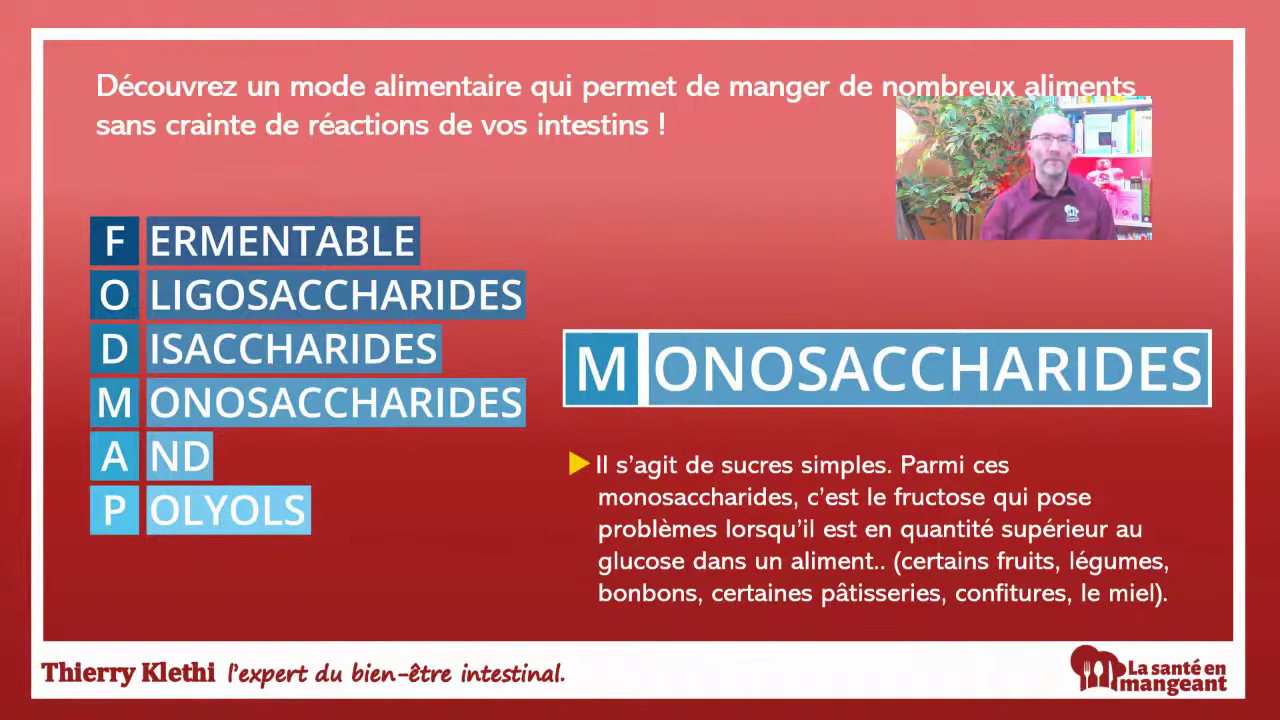 Découvrez un mode alimentaire qui permet de manger de nombreux aliments
sans crainte de réactions de vos intestins !
F ERMENTABLE
O LIGOSACCHARIDES
D ISACCHARIDES
M ONOSACCHARIDES
A ND
P OLYOLS
M ONOSACCHARIDES
Il s'agit de sucres simples. Parmi ces
monosaccharides, c'est le fructose qui pose
problèmes lorsqu'il est en quantité supérieur au
glucose dans un aliment.. (certains fruits, légumes,
bonbons, certaines pâtisseries, confitures, le miel).
Thierry Klethi l'expert du bien-être intestinal.
La santé en
mangeant